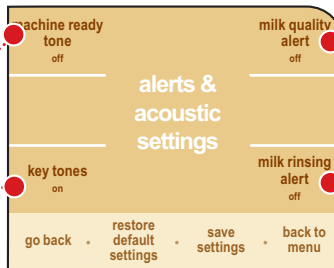 machine ready
tone
off
milk quality
alert
off
alerts &
acoustic
settings
key tones
on
milk rinsing
alert
off
go back
restore
default
settings
save
settings
back to
menu